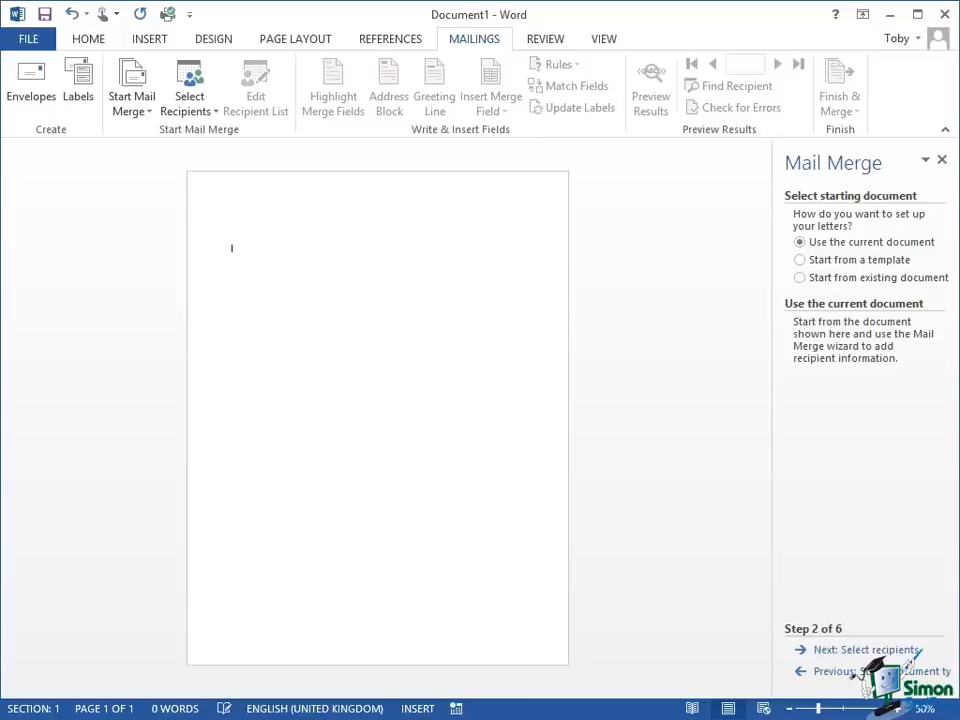 Document1 - Word
?
FILE HOME INSERT DESIGN PAGE LAYOUT REFERENCES MAILINGS REVIEW VIEW Toby
Envelopes Labels
Create
Start Mail Merge
Select Recipients
Edit Recipient List
Start Mail Merge
Highlight Merge Fields
Address Block
Greeting Line
Insert Merge Field
Rules
Match Fields
Update Labels
Write & Insert Fields
Preview Results
Find Recipient
Check for Errors
Preview Results
Finish & Merge
Finish
Mail Merge
Select starting document
How do you want to set up
your letters?
Use the current document
Start from a template
Start from existing document
Use the current document
Start from the document
shown here and use the Mail
Merge wizard to add
recipient information.
Step 2 of 6
Next: Select recipients
Previous: ocument ty
Simon
SECTION: 1 PAGE 1 OF 1 0 WORDS ENGLISH (UNITED KINGDOM) INSERT 50%